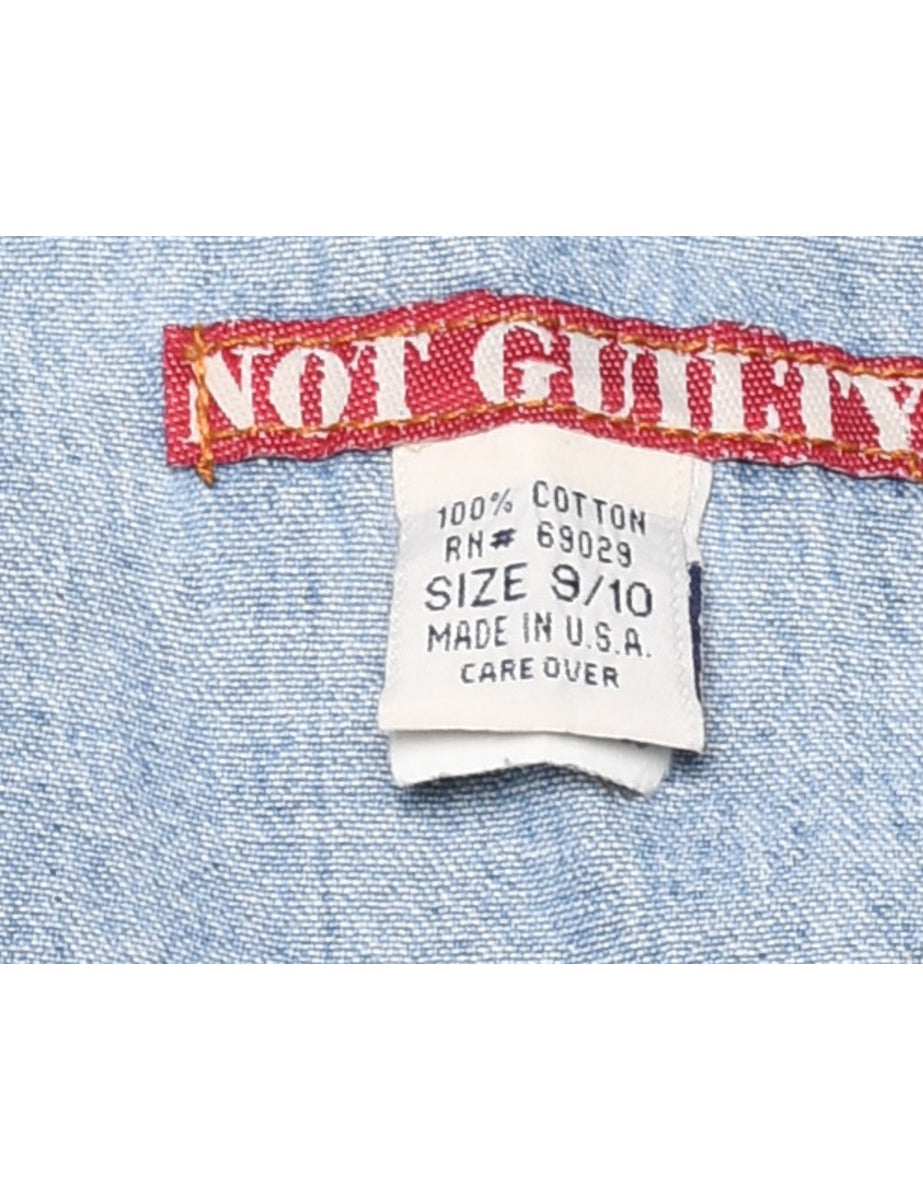 NOT GUILTY
100% COTTON
RN# 69029
SIZE 9/10
MADE IN U.S.A.
CARE OVER